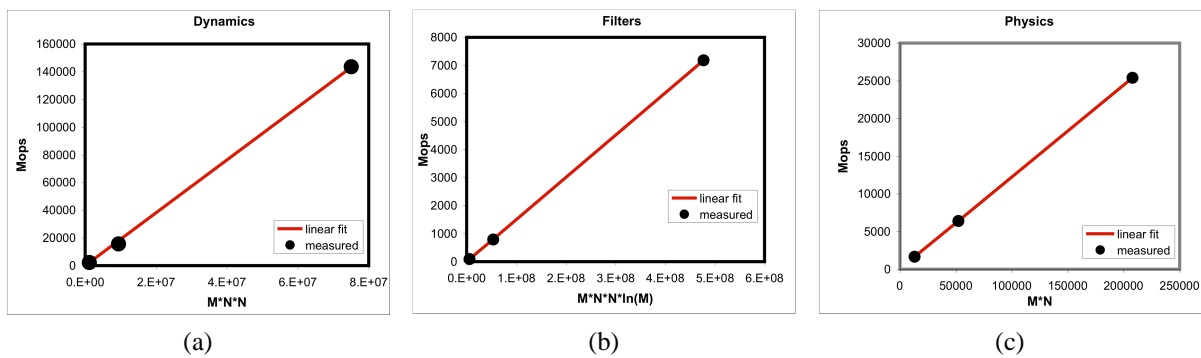 Dynamics
160000
140000
120000
100000
80000
60000
40000
20000
0
Mops
0.E+00 2.E+07 4.E+07 6.E+07 8.E+07
M*N*N
linear fit
measured
(a)
Filters
8000
7000
6000
5000
4000
3000
2000
1000
0
Mops
0.E+00 1.E+08 2.E+08 3.E+08 4.E+08 5.E+08 6.E+08
M*N*N*ln(M)
linear fit
measured
(b)
Physics
30000
25000
20000
15000
10000
5000
0
Mops
0 50000 100000 150000 200000 250000
M*N
linear fit
measured
(c)